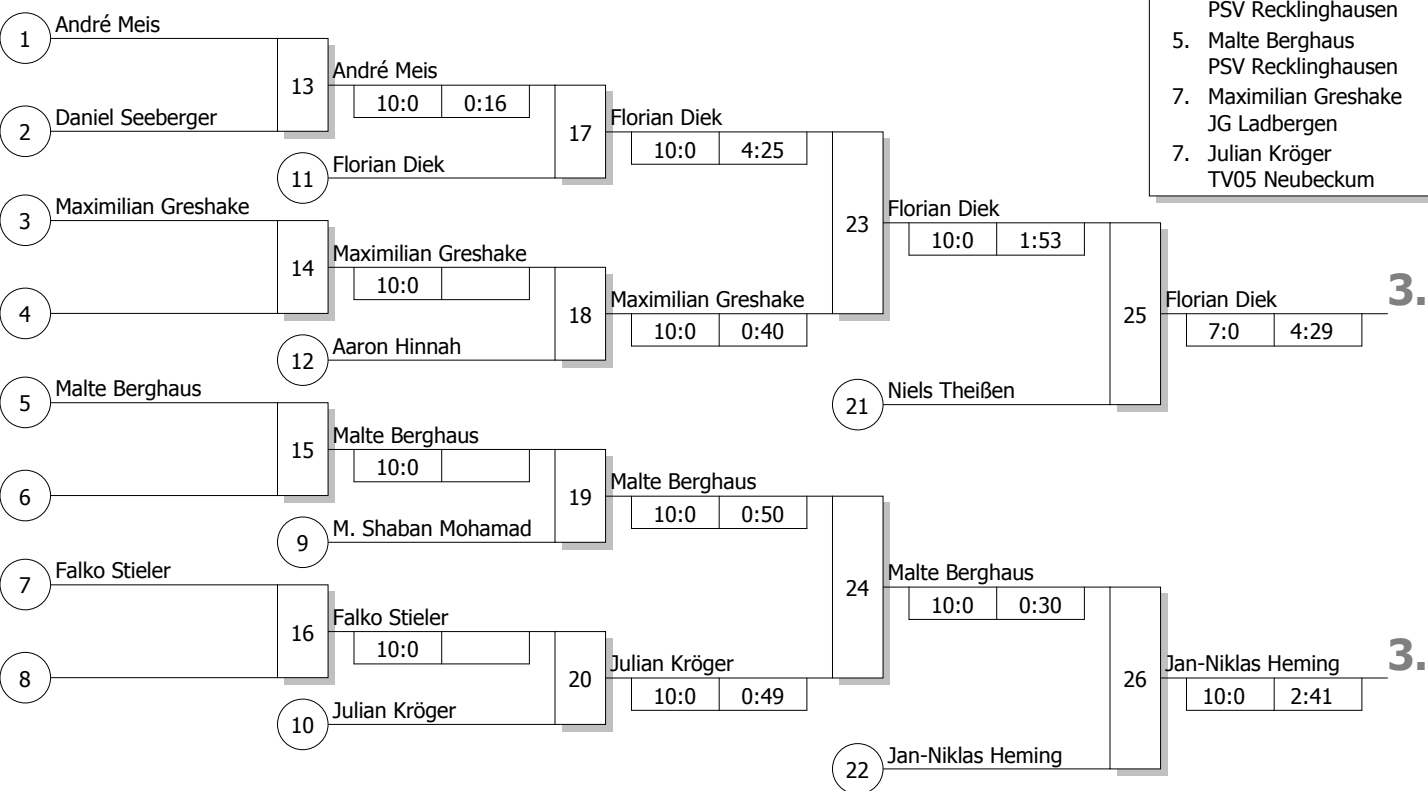 PSV Recklinghausen
5. Malte Berghaus
PSV Recklinghausen
7. Maximilian Greshake
JG Ladbergen
7. Julian Kröger
TV05 Neubeckum
1 André Meis
13 André Meis
10:0 0:16
2 Daniel Seeberger
17 Florian Diek
10:0 4:25
11 Florian Diek
3 Maximilian Greshake
23 Florian Diek
10:0 1:53
14 Maximilian Greshake
10:0
4
18 Maximilian Greshake
10:0 0:40
12 Aaron Hinnah
25 Florian Diek 3.
7:0 4:29
5 Malte Berghaus
21 Niels Theißen
15 Malte Berghaus
10:0
6
19 Malte Berghaus
10:0 0:50
9 M. Shaban Mohamad
7 Falko Stieler
24 Malte Berghaus
10:0 0:30
16 Falko Stieler
10:0
8
20 Julian Kröger
10:0 0:49
10 Julian Kröger
26 Jan-Niklas Heming 3.
10:0 2:41
22 Jan-Niklas Heming